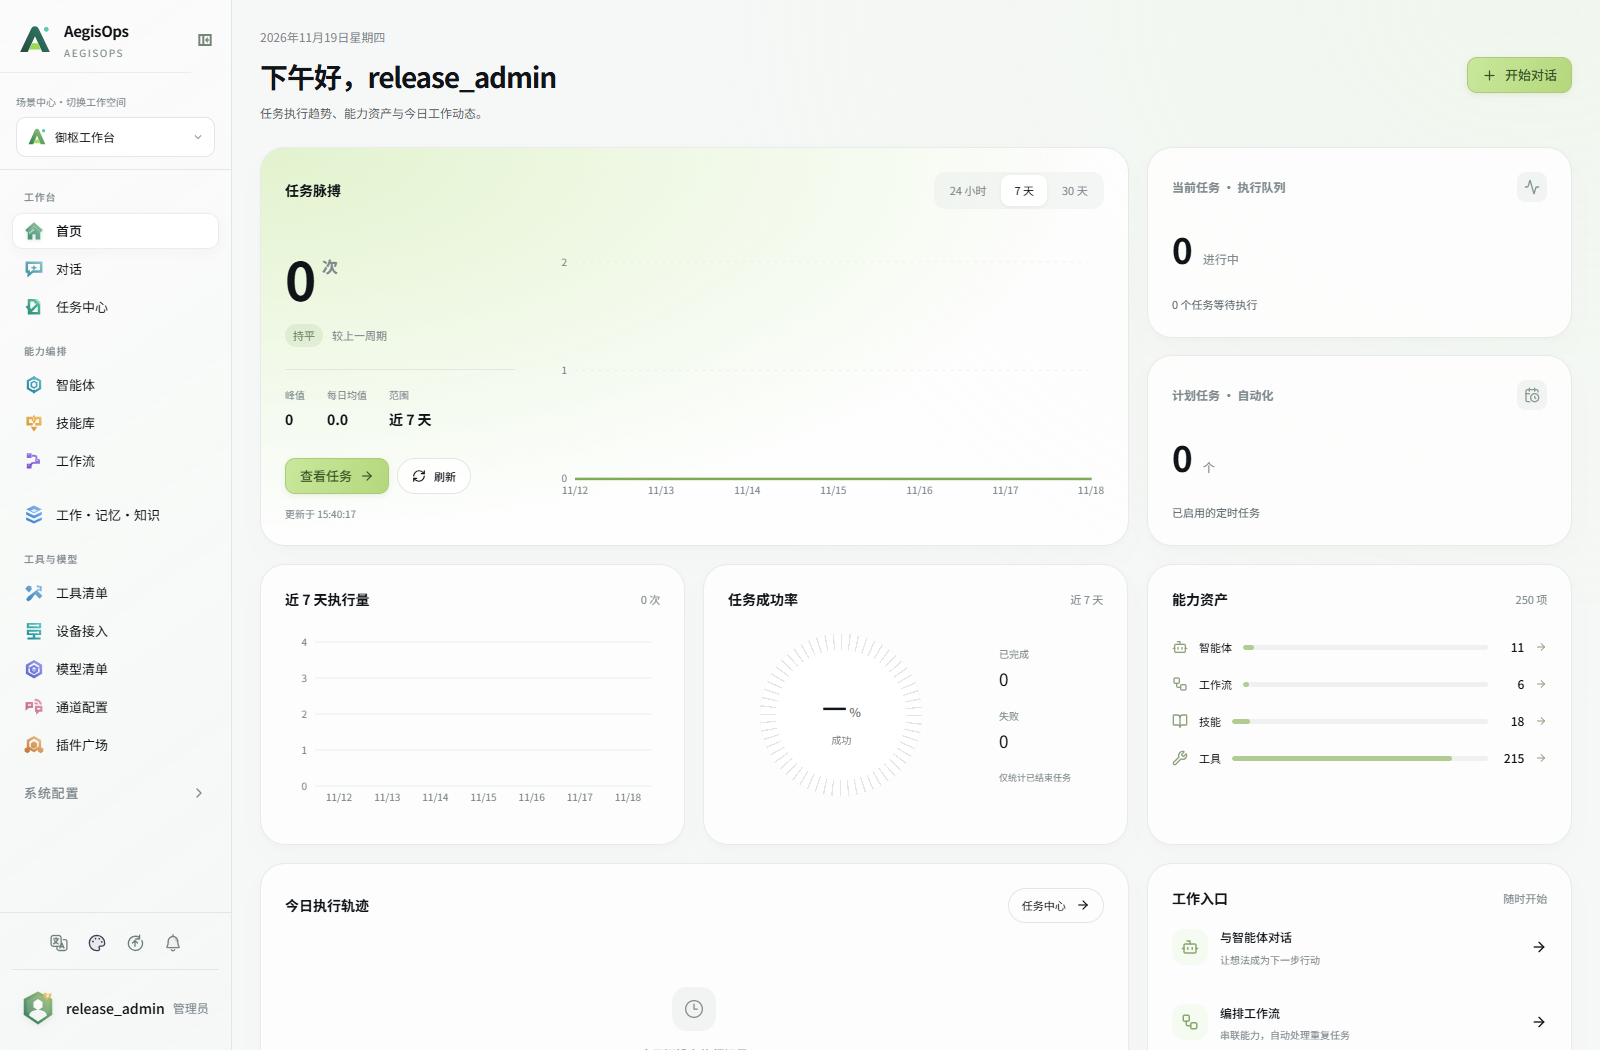 AegisOps
AEGISOPS
场景中心·切换工作空间
御枢工作台
工作台
首页
对话
任务中心
能力编排
智能体
技能库
工作流
工作·记忆·知识
工具与模型
工具清单
设备接入
模型清单
通道配置
插件广场
系统配置
release_admin 管理员
2026年11月19日星期四
下午好，release_admin
任务执行趋势、能力资产与今日工作动态。
开始对话
任务脉搏
24 小时 7 天 30 天
0 次
持平 较上一周期
峰值 每日均值 范围
0 0.0 近 7 天
查看任务 刷新
更新于 15:40:17
2
1
0
11/12 11/13 11/14 11/15 11/16 11/17 11/18
当前任务 · 执行队列
0 进行中
0 个任务等待执行
计划任务 · 自动化
0 个
已启用的定时任务
近 7 天执行量 0 次
4
3
2
1
0
11/12 11/13 11/14 11/15 11/16 11/17 11/18
任务成功率 近 7 天
— %
成功
已完成
0
失败
0
仅统计已结束任务
能力资产 250 项
智能体 11
工作流 6
技能 18
工具 215
今日执行轨迹 任务中心
工作入口 随时开始
与智能体对话
让想法成为下一步行动
编排工作流
串联能力，自动处理重复任务